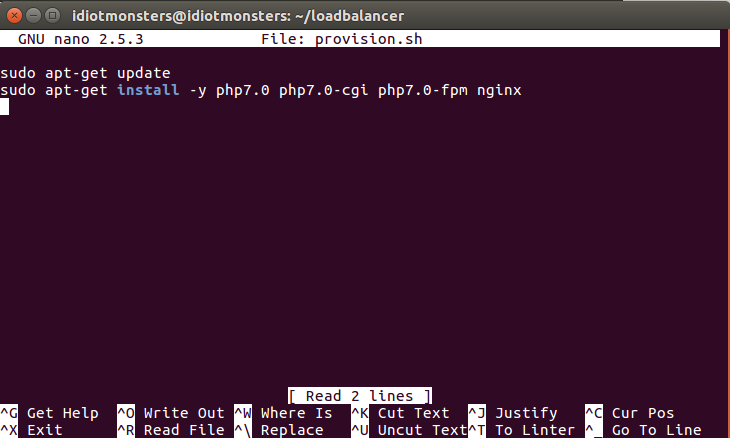 idiotmonsters@idiotmonsters: ~/loadbalancer
GNU nano 2.5.3 File: provision.sh
sudo apt-get update
sudo apt-get install -y php7.0 php7.0-cgi php7.0-fpm nginx
[ Read 2 lines ]
^G Get Help ^O Write Out ^W Where Is ^K Cut Text ^J Justify ^C Cur Pos
^X Exit ^R Read File ^\ Replace ^U Uncut Text ^T To Linter ^_ Go To Line